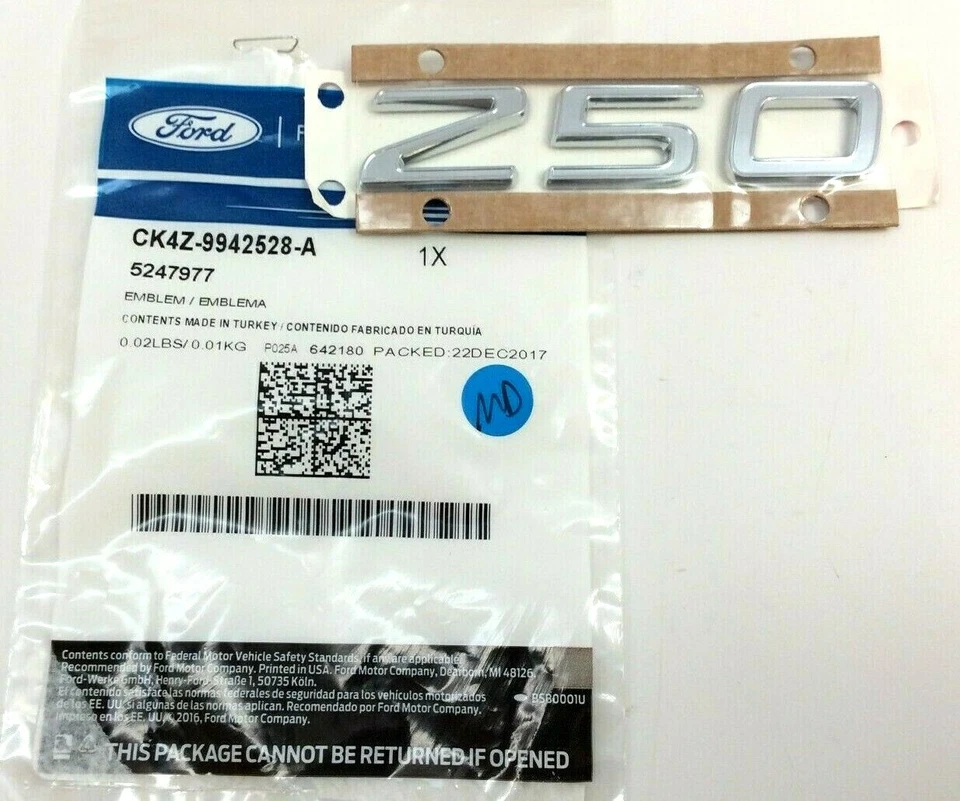 Ford
F
250
CK4Z-9942528-A
1X
5247977
EMBLEM / EMBLEMA
CONTENTS MADE IN TURKEY / CONTENIDO FABRICADO EN TURQUÍA
0.02LBS/0.01KG P025A 642180 PACKED:22DEC2017
MD
Contents conform to Federal Motor Vehicle Safety Standards, if any are applicable.
Recommended by Ford Motor Company. Printed in USA. Ford Motor Company, Dearborn, MI 48126,
Ford-Werke GmbH, Henry-Ford-Straße 1, 50735 Köln.
El contenido satisface las normas federales de seguridad para los vehículos motorizados
de los EE. UU. si algunas de las normas aplican. Recomendado por Ford Motor Company.
Impreso en los EE. UU. 2016, Ford Motor Company.
BSB0001U
THIS PACKAGE CANNOT BE RETURNED IF OPENED